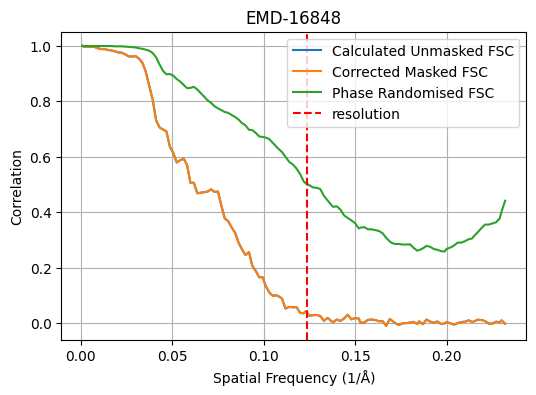 EMD-16848
Calculated Unmasked FSC
Corrected Masked FSC
Phase Randomised FSC
resolution
1.0
0.8
0.6
0.4
0.2
0.0
Correlation
0.00
0.05
0.10
0.15
0.20
Spatial Frequency (1/Å)